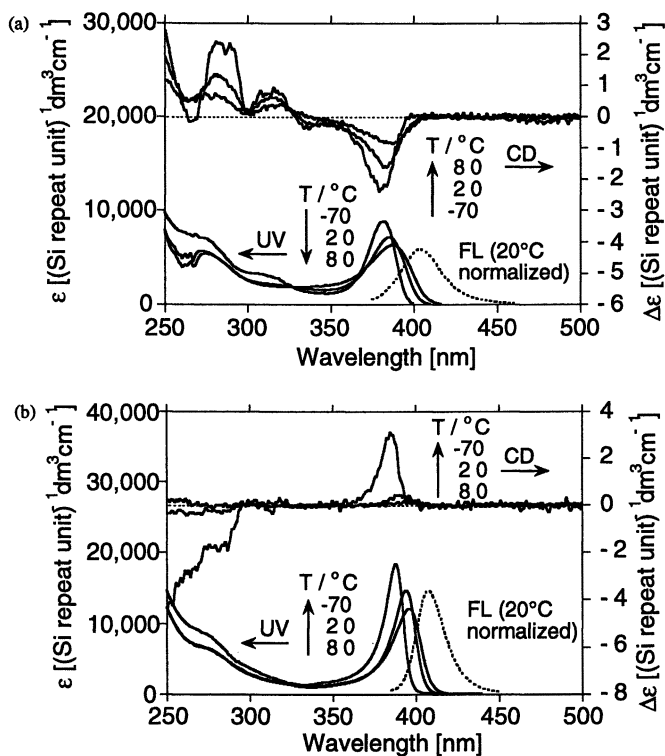 (a)
30,000
20,000
10,000
0
ε [(Si repeat unit)⁻¹dm³cm⁻¹]
3
2
1
0
- 1
- 2
- 3
- 4
- 5
- 6
Δε [(Si repeat unit)⁻¹dm³cm⁻¹]
T / °C
80
20
-70
CD
T / °C
-70
20
80
UV
FL (20°C
normalized)
250 300 350 400 450 500
Wavelength [nm]
(b)
40,000
30,000
20,000
10,000
0
ε [(Si repeat unit)⁻¹dm³cm⁻¹]
4
2
0
- 2
- 4
- 6
- 8
Δε [(Si repeat unit)⁻¹dm³cm⁻¹]
T / °C
-70
20
80
CD
T / °C
-70
20
80
UV
FL (20°C
normalized)
250 300 350 400 450 500
Wavelength [nm]